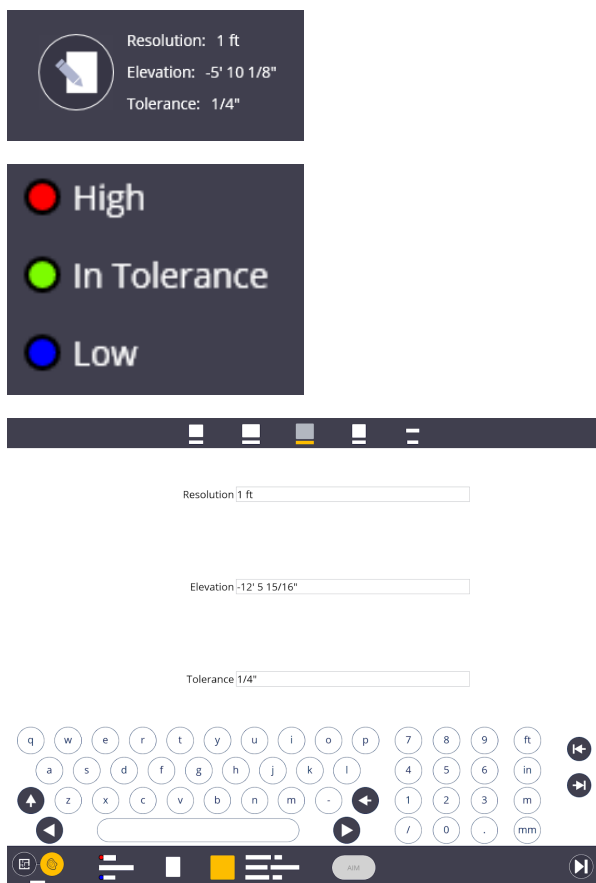 Resolution: 1 ft
Elevation: -5' 10 1/8"
Tolerance: 1/4"
High
In Tolerance
Low
Resolution 1 ft
Elevation -12' 5 15/16"
Tolerance 1/4"
q w e r t y u i o p 7 8 9 ft
a s d f g h j k l 4 5 6 in
z x c v b n m - 1 2 3 m
/ 0 . mm
AIM